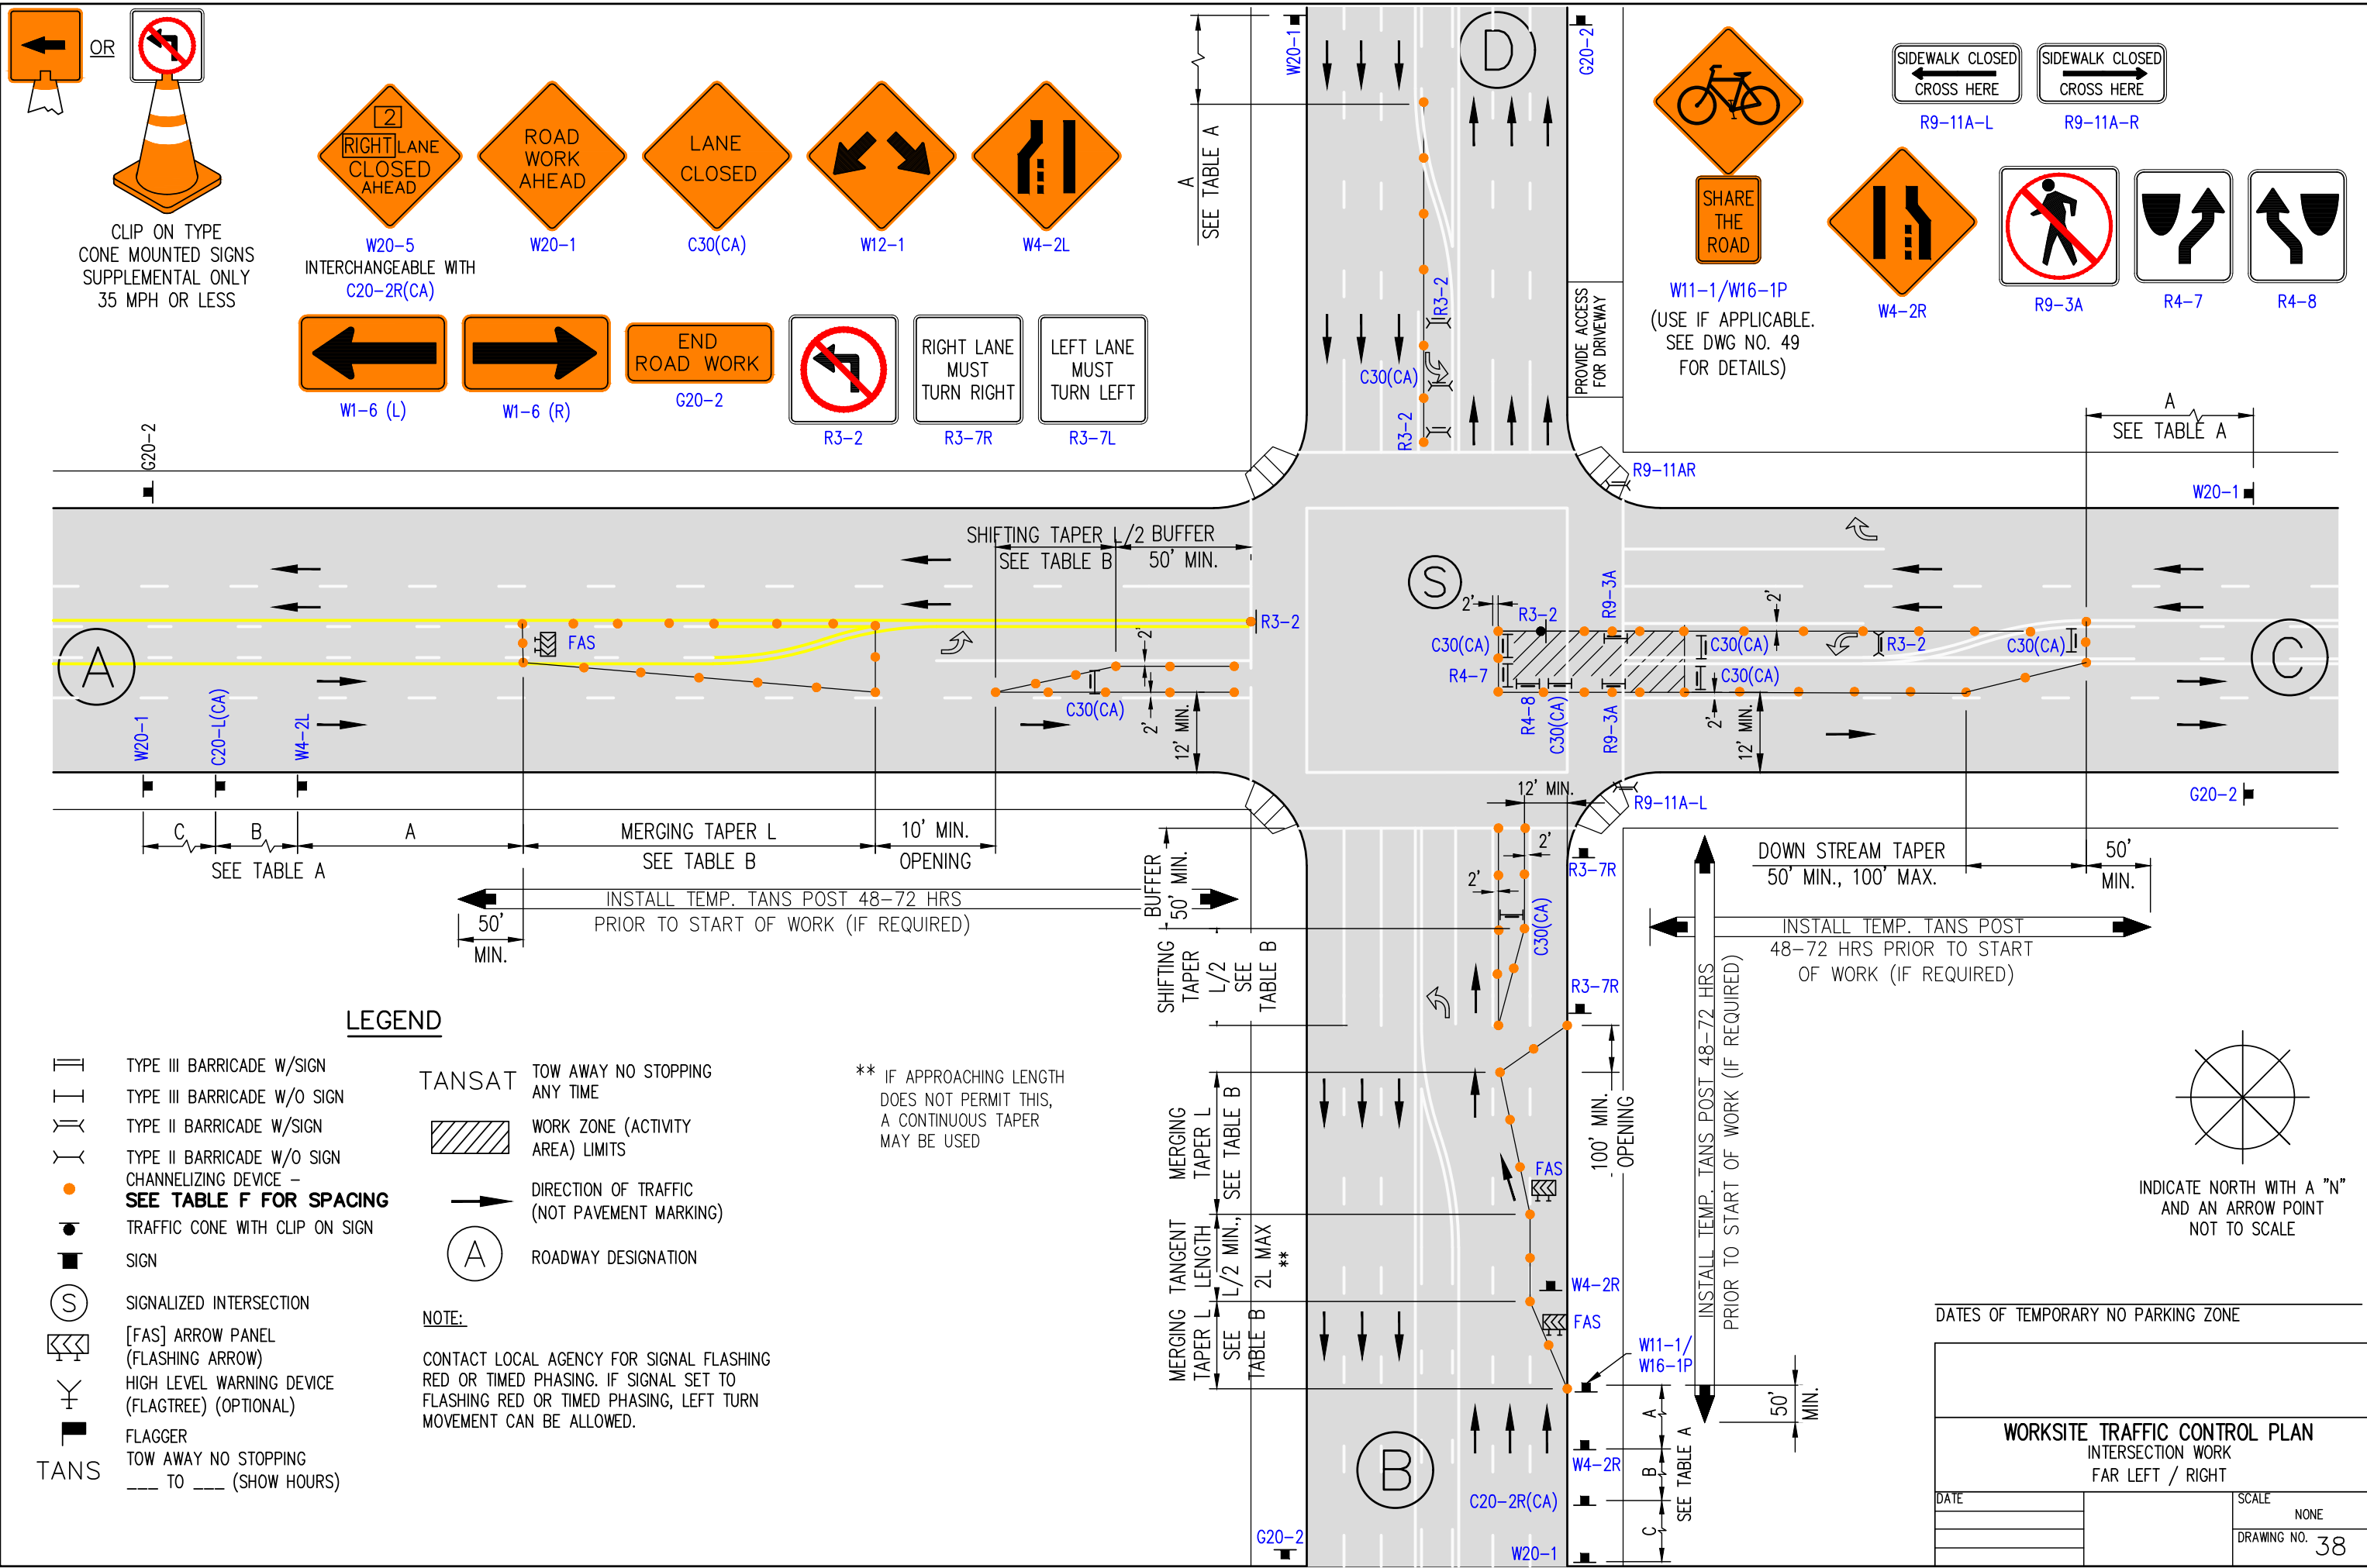 OR
CLIP ON TYPE
CONE MOUNTED SIGNS
SUPPLEMENTAL ONLY
35 MPH OR LESS
2
RIGHT LANE
CLOSED
AHEAD
W20-5
INTERCHANGEABLE WITH
C20-2R(CA)
ROAD
WORK
AHEAD
W20-1
LANE
CLOSED
C30(CA)
W12-1
W4-2L
W1-6 (L)
W1-6 (R)
END
ROAD WORK
G20-2
R3-2
RIGHT LANE
MUST
TURN RIGHT
R3-7R
LEFT LANE
MUST
TURN LEFT
R3-7L
SHARE
THE
ROAD
W11-1/W16-1P
(USE IF APPLICABLE.
SEE DWG NO. 49
FOR DETAILS)
SIDEWALK CLOSED
CROSS HERE
R9-11A-L
SIDEWALK CLOSED
CROSS HERE
R9-11A-R
W4-2R
R9-3A
R4-7
R4-8
A
SEE TABLE A
W20-1
D
G20-2
R3-2
C30(CA)
R3-2
PROVIDE ACCESS
FOR DRIVEWAY
R9-11AR
A
SEE TABLE A
W20-1
G20-2
SHIFTING TAPER L/2
SEE TABLE B
BUFFER
50' MIN.
R3-2
FAS
A
W20-1
C20-L(CA)
W4-2L
C30(CA)
2'
2'
12' MIN.
S
2'
R3-2
R9-3A
C30(CA)
R4-7
R4-8
C30(CA)
R9-3A
C30(CA)
C30(CA)
2'
R3-2
C30(CA)
2'
12' MIN.
C
G20-2
R9-11A-L
C
B
A
SEE TABLE A
MERGING TAPER L
SEE TABLE B
10' MIN.
OPENING
INSTALL TEMP. TANS POST 48-72 HRS
PRIOR TO START OF WORK (IF REQUIRED)
50'
MIN.
DOWN STREAM TAPER
50' MIN., 100' MAX.
50'
MIN.
INSTALL TEMP. TANS POST
48-72 HRS PRIOR TO START
OF WORK (IF REQUIRED)
12' MIN.
2'
2'
R3-7R
C30(CA)
R3-7R
BUFFER
50' MIN.
SHIFTING
TAPER
L/2
SEE
TABLE B
MERGING
TAPER L
SEE TABLE B
100' MIN.
OPENING
FAS
MERGING TANGENT
LENGTH
L/2 MIN.,
2L MAX
**
W4-2R
FAS
MERGING
TAPER L
SEE
TABLE B
W11-1/
W16-1P
A
W4-2R
B
C20-2R(CA)
C
SEE TABLE A
W20-1
G20-2
B
INSTALL TEMP. TANS POST 48-72 HRS
PRIOR TO START OF WORK (IF REQUIRED)
50'
MIN.
LEGEND
TYPE III BARRICADE W/SIGN
TYPE III BARRICADE W/O SIGN
TYPE II BARRICADE W/SIGN
TYPE II BARRICADE W/O SIGN
CHANNELIZING DEVICE -
SEE TABLE F FOR SPACING
TRAFFIC CONE WITH CLIP ON SIGN
SIGN
S
SIGNALIZED INTERSECTION
[FAS] ARROW PANEL
(FLASHING ARROW)
HIGH LEVEL WARNING DEVICE
(FLAGTREE) (OPTIONAL)
FLAGGER
TANS
TOW AWAY NO STOPPING
___ TO ___ (SHOW HOURS)
TANSAT
TOW AWAY NO STOPPING
ANY TIME
WORK ZONE (ACTIVITY
AREA) LIMITS
DIRECTION OF TRAFFIC
(NOT PAVEMENT MARKING)
A
ROADWAY DESIGNATION
NOTE:
CONTACT LOCAL AGENCY FOR SIGNAL FLASHING
RED OR TIMED PHASING. IF SIGNAL SET TO
FLASHING RED OR TIMED PHASING, LEFT TURN
MOVEMENT CAN BE ALLOWED.
** IF APPROACHING LENGTH
DOES NOT PERMIT THIS,
A CONTINUOUS TAPER
MAY BE USED
INDICATE NORTH WITH A "N"
AND AN ARROW POINT
NOT TO SCALE
DATES OF TEMPORARY NO PARKING ZONE
WORKSITE TRAFFIC CONTROL PLAN
INTERSECTION WORK
FAR LEFT / RIGHT
DATE
SCALE
NONE
DRAWING NO. 38